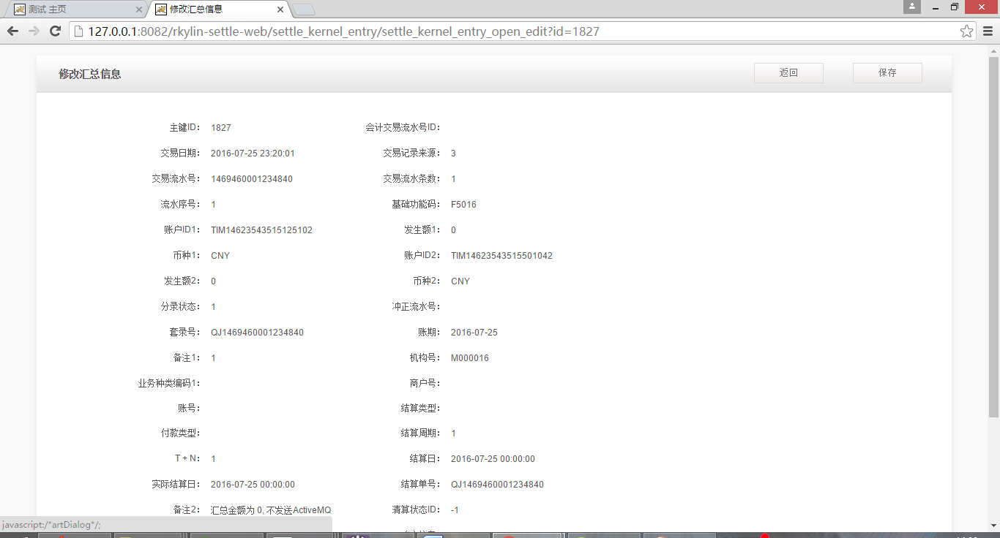 测试 主页
修改汇总信息
127.0.0.1:8082/rkylin-settle-web/settle_kernel_entry/settle_kernel_entry_open_edit?id=1827
修改汇总信息 返回 保存
主键ID： 1827 会计交易流水号ID：
交易日期： 2016-07-25 23:20:01 交易记录来源： 3
交易流水号： 1469460001234840 交易流水条数： 1
流水序号： 1 基础功能码： F5016
账户ID1： TIM14623543515125102 发生额1： 0
币种1： CNY 账户ID2： TIM14623543515501042
发生额2： 0 币种2： CNY
分录状态： 1 冲正流水号：
套录号： QJ1469460001234840 账期： 2016-07-25
备注1： 1 机构号： M000016
业务种类编码1： 商户号：
账号： 结算类型：
付款类型： 结算周期： 1
T + N： 1 结算日： 2016-07-25 00:00:00
实际结算日： 2016-07-25 00:00:00 结算单号： QJ1469460001234840
备注2： 汇总金额为 0, 不发送ActiveMQ 清算状态ID： -1
javascript:/*artDialog*/;